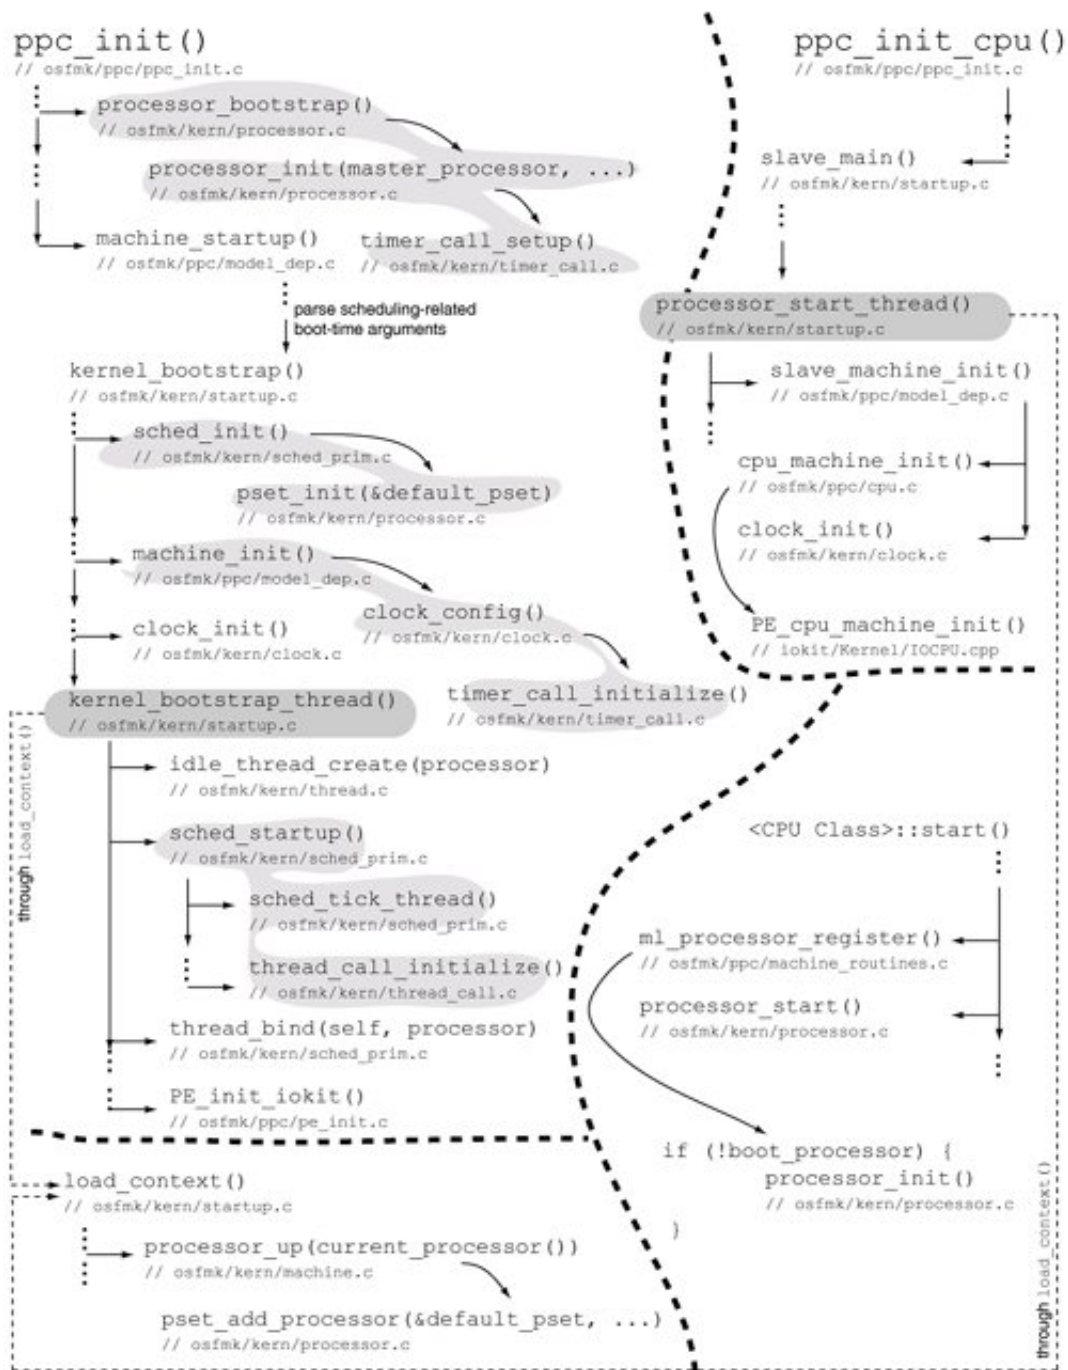 ppc_init()
// osfmk/ppc/ppc_init.c
processor_bootstrap()
// osfmk/kern/processor.c
processor_init(master_processor, ...)
// osfmk/kern/processor.c
machine_startup()
// osfmk/ppc/model_dep.c
timer_call_setup()
// osfmk/kern/timer_call.c
parse scheduling-related
boot-time arguments
kernel_bootstrap()
// osfmk/kern/startup.c
sched_init()
// osfmk/kern/sched_prim.c
pset_init(&default_pset)
// osfmk/kern/processor.c
machine_init()
// osfmk/ppc/model_dep.c
clock_config()
// osfmk/kern/clock.c
clock_init()
// osfmk/kern/clock.c
timer_call_initialize()
// osfmk/kern/timer_call.c
kernel_bootstrap_thread()
// osfmk/kern/startup.c
through load_context()
idle_thread_create(processor)
// osfmk/kern/thread.c
sched_startup()
// osfmk/kern/sched_prim.c
sched_tick_thread()
// osfmk/kern/sched_prim.c
thread_call_initialize()
// osfmk/kern/thread_call.c
thread_bind(self, processor)
// osfmk/kern/sched_prim.c
PE_init_iokit()
// osfmk/ppc/pe_init.c
load_context()
// osfmk/kern/startup.c
processor_up(current_processor())
// osfmk/kern/machine.c
pset_add_processor(&default_pset, ...)
// osfmk/kern/processor.c
ppc_init_cpu()
// osfmk/ppc/ppc_init.c
slave_main()
// osfmk/kern/startup.c
processor_start_thread()
// osfmk/kern/startup.c
slave_machine_init()
// osfmk/ppc/model_dep.c
cpu_machine_init()
// osfmk/ppc/cpu.c
clock_init()
// osfmk/kern/clock.c
PE_cpu_machine_init()
// iokit/Kernel/IOCPU.cpp
<CPU Class>::start()
ml_processor_register()
// osfmk/ppc/machine_routines.c
processor_start()
// osfmk/kern/processor.c
if (!boot_processor) {
processor_init()
// osfmk/kern/processor.c
}
through load_context()